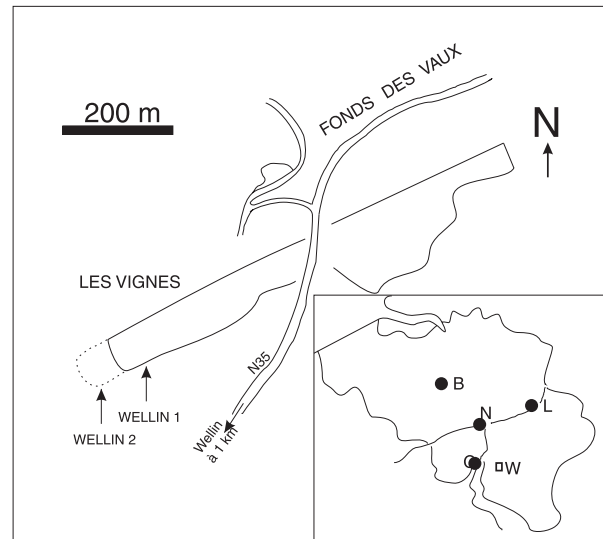 FONDS DES VAUX
200 m
N
LES VIGNES
N35
WELLIN 1
WELLIN 2
Wellin
à 1 km
B
N
L
W